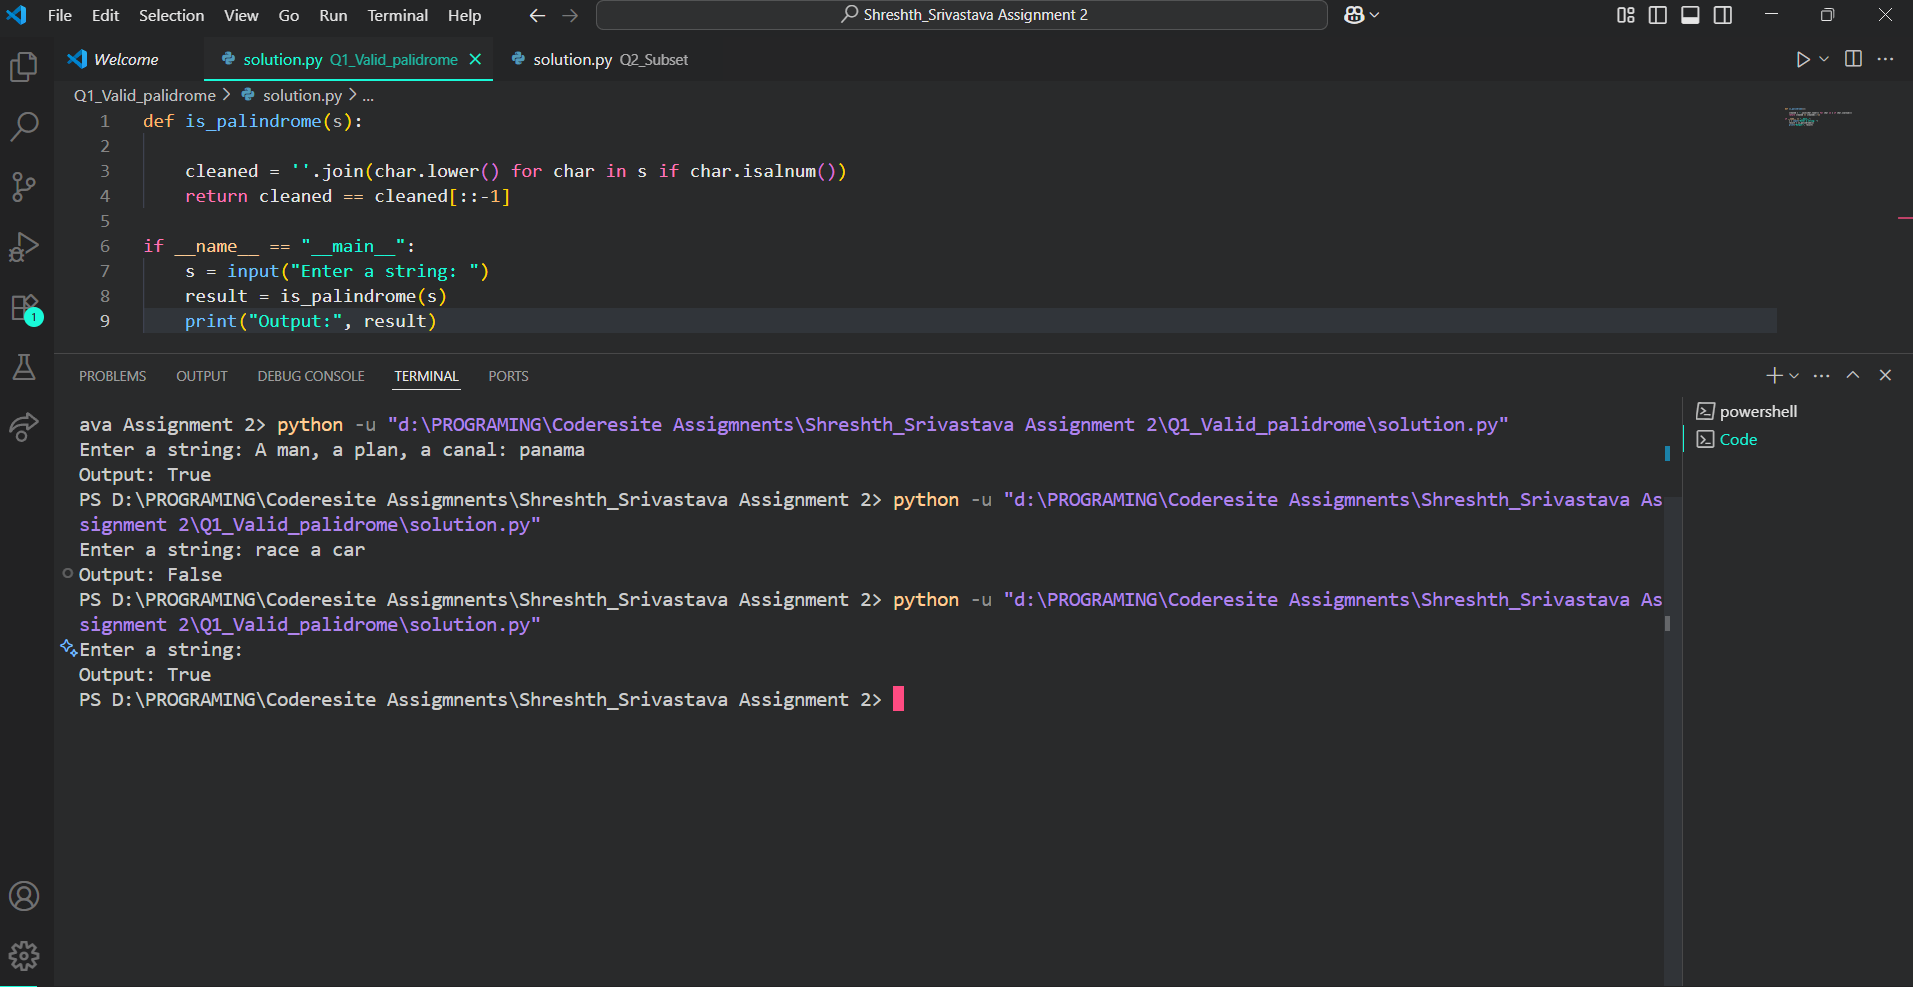 File Edit Selection View Go Run Terminal Help
Shreshth_Srivastava Assignment 2
Welcome solution.py Q1_Valid_palidrome solution.py Q2_Subset
Q1_Valid_palidrome > solution.py > ...
1 def is_palindrome(s):
2
3 cleaned = ''.join(char.lower() for char in s if char.isalnum())
4 return cleaned == cleaned[::-1]
5
6 if __name__ == "__main__":
7 s = input("Enter a string: ")
8 result = is_palindrome(s)
9 print("Output:", result)
1
PROBLEMS OUTPUT DEBUG CONSOLE TERMINAL PORTS
powershell
Code
ava Assignment 2> python -u "d:\PROGRAMING\Coderesite Assigmnents\Shreshth_Srivastava Assignment 2\Q1_Valid_palidrome\solution.py"
Enter a string: A man, a plan, a canal: panama
Output: True
PS D:\PROGRAMING\Coderesite Assigmnents\Shreshth_Srivastava Assignment 2> python -u "d:\PROGRAMING\Coderesite Assigmnents\Shreshth_Srivastava As
signment 2\Q1_Valid_palidrome\solution.py"
Enter a string: race a car
Output: False
PS D:\PROGRAMING\Coderesite Assigmnents\Shreshth_Srivastava Assignment 2> python -u "d:\PROGRAMING\Coderesite Assigmnents\Shreshth_Srivastava As
signment 2\Q1_Valid_palidrome\solution.py"
Enter a string:
Output: True
PS D:\PROGRAMING\Coderesite Assigmnents\Shreshth_Srivastava Assignment 2>